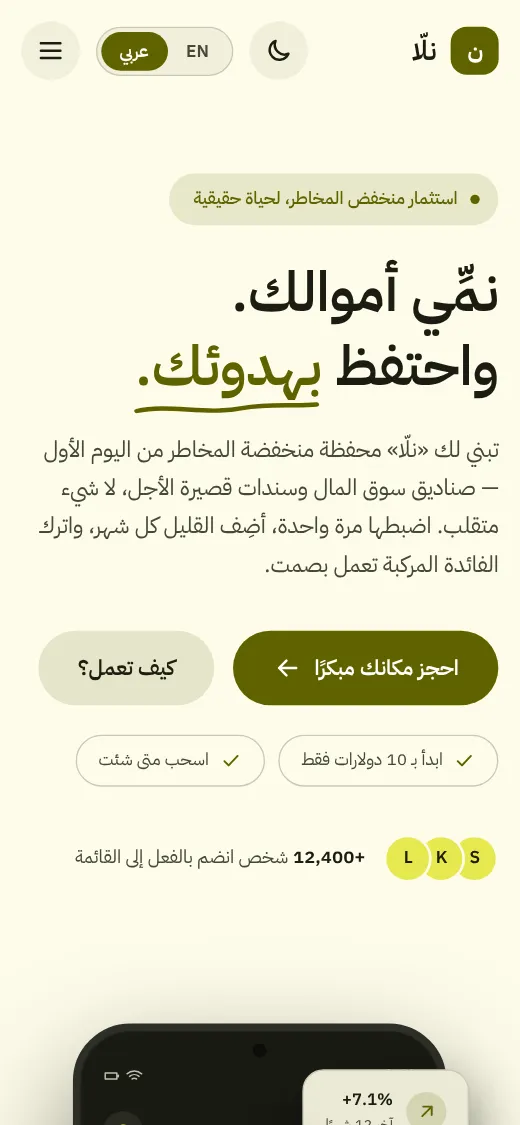 ن نلّا
EN عربي
استثمار منخفض المخاطر، لحياة حقيقية
نمِّي أموالك.
واحتفظ بهدوئك.
تبني لك «نلّا» محفظة منخفضة المخاطر من اليوم الأول
— صناديق سوق المال وسندات قصيرة الأجل، لا شيء
متقلب. اضبطها مرة واحدة، أضِف القليل كل شهر، واترك
الفائدة المركبة تعمل بصمت.
احجز مكانك مبكرًا ←
كيف تعمل؟
ابدأ بـ 10 دولارات فقط
اسحب متى شئت
S K L
+12,400 شخص انضم بالفعل إلى القائمة
+7.1%